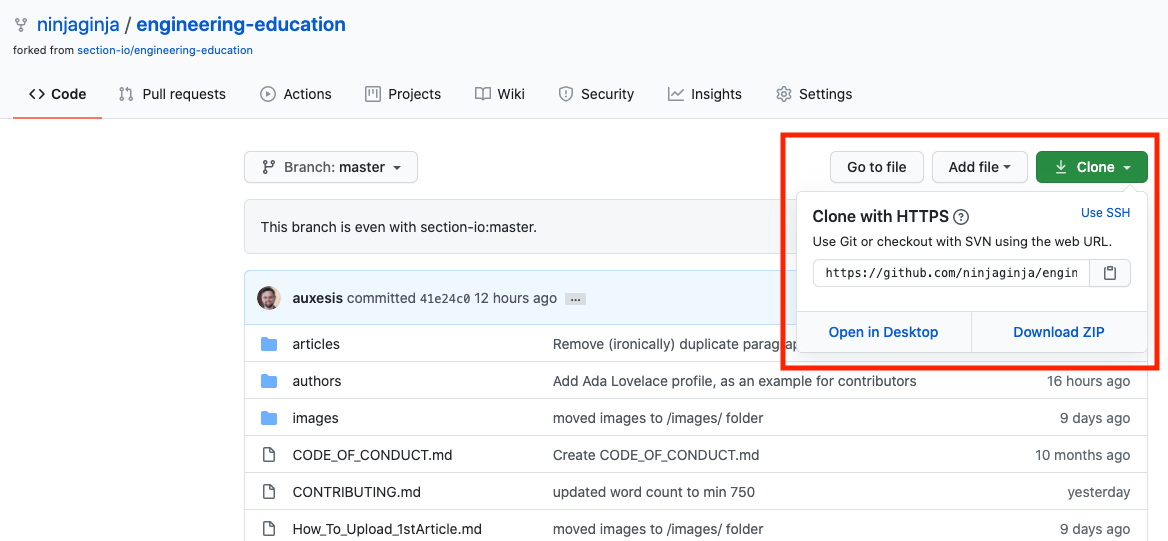 ninjaginja / engineering-education
forked from section-io/engineering-education
Code Pull requests Actions Projects Wiki Security Insights Settings
Branch: master Go to file Add file Clone
This branch is even with section-io:master.
Clone with HTTPS Use SSH
Use Git or checkout with SVN using the web URL.
https://github.com/ninjaginja/engin
Open in Desktop Download ZIP
auxesis committed 41e24c0 12 hours ago ...
articles Remove (ironically) duplicate
authors Add Ada Lovelace profile, as an example for contributors 16 hours ago
images moved images to /images/ folder 9 days ago
CODE_OF_CONDUCT.md Create CODE_OF_CONDUCT.md 10 months ago
CONTRIBUTING.md updated word count to min 750 yesterday
How_To_Upload_1stArticle.md moved images to /images/ folder 9 days ago